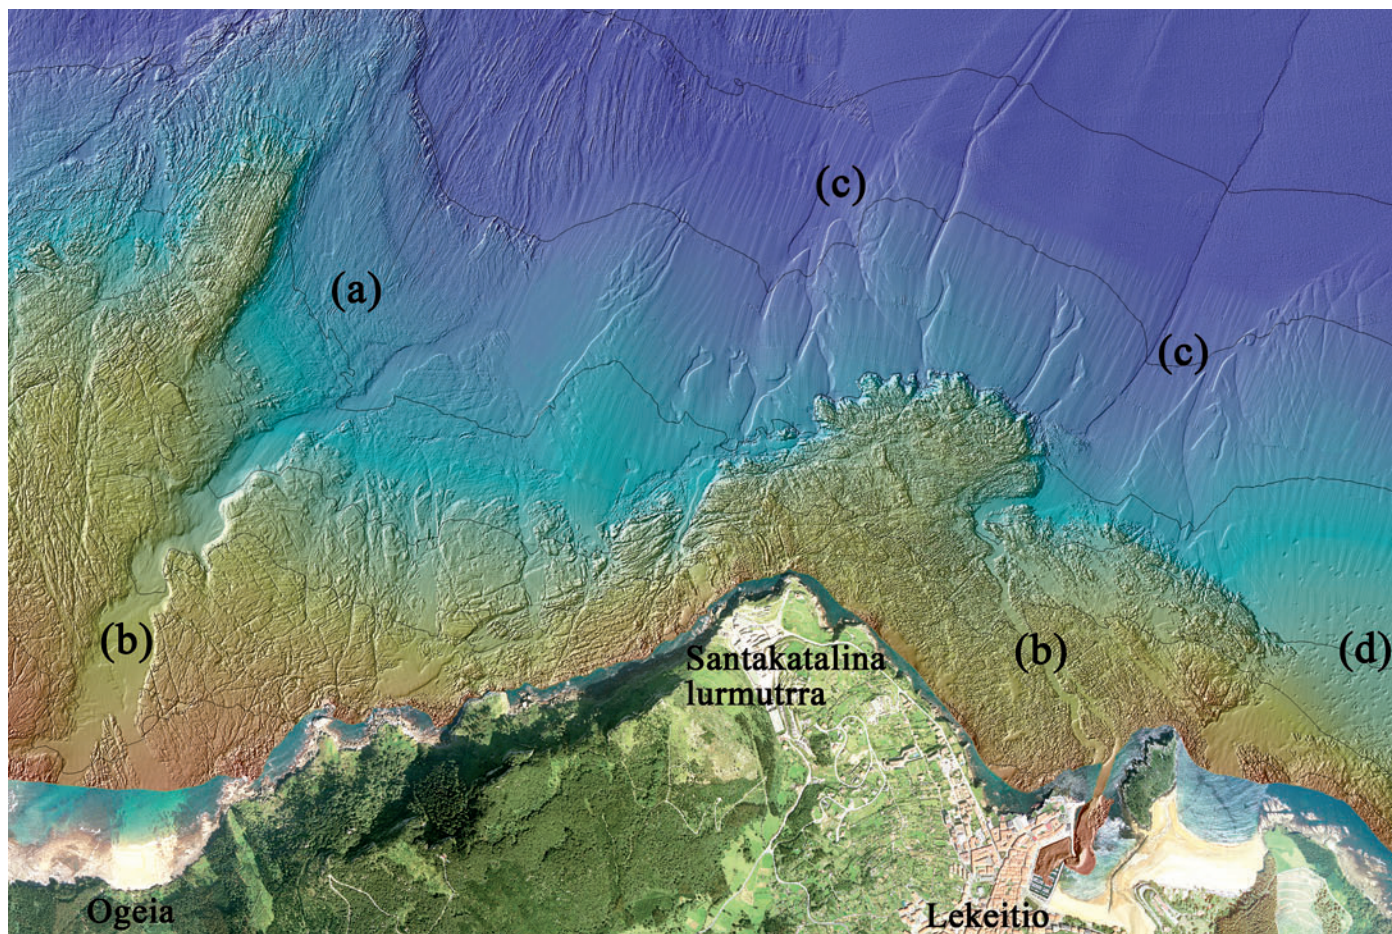 (c)
(a)
(c)
(b)
(b)
(d)
Santakatalina
lurmutrra
Ogeia
Lekeitio